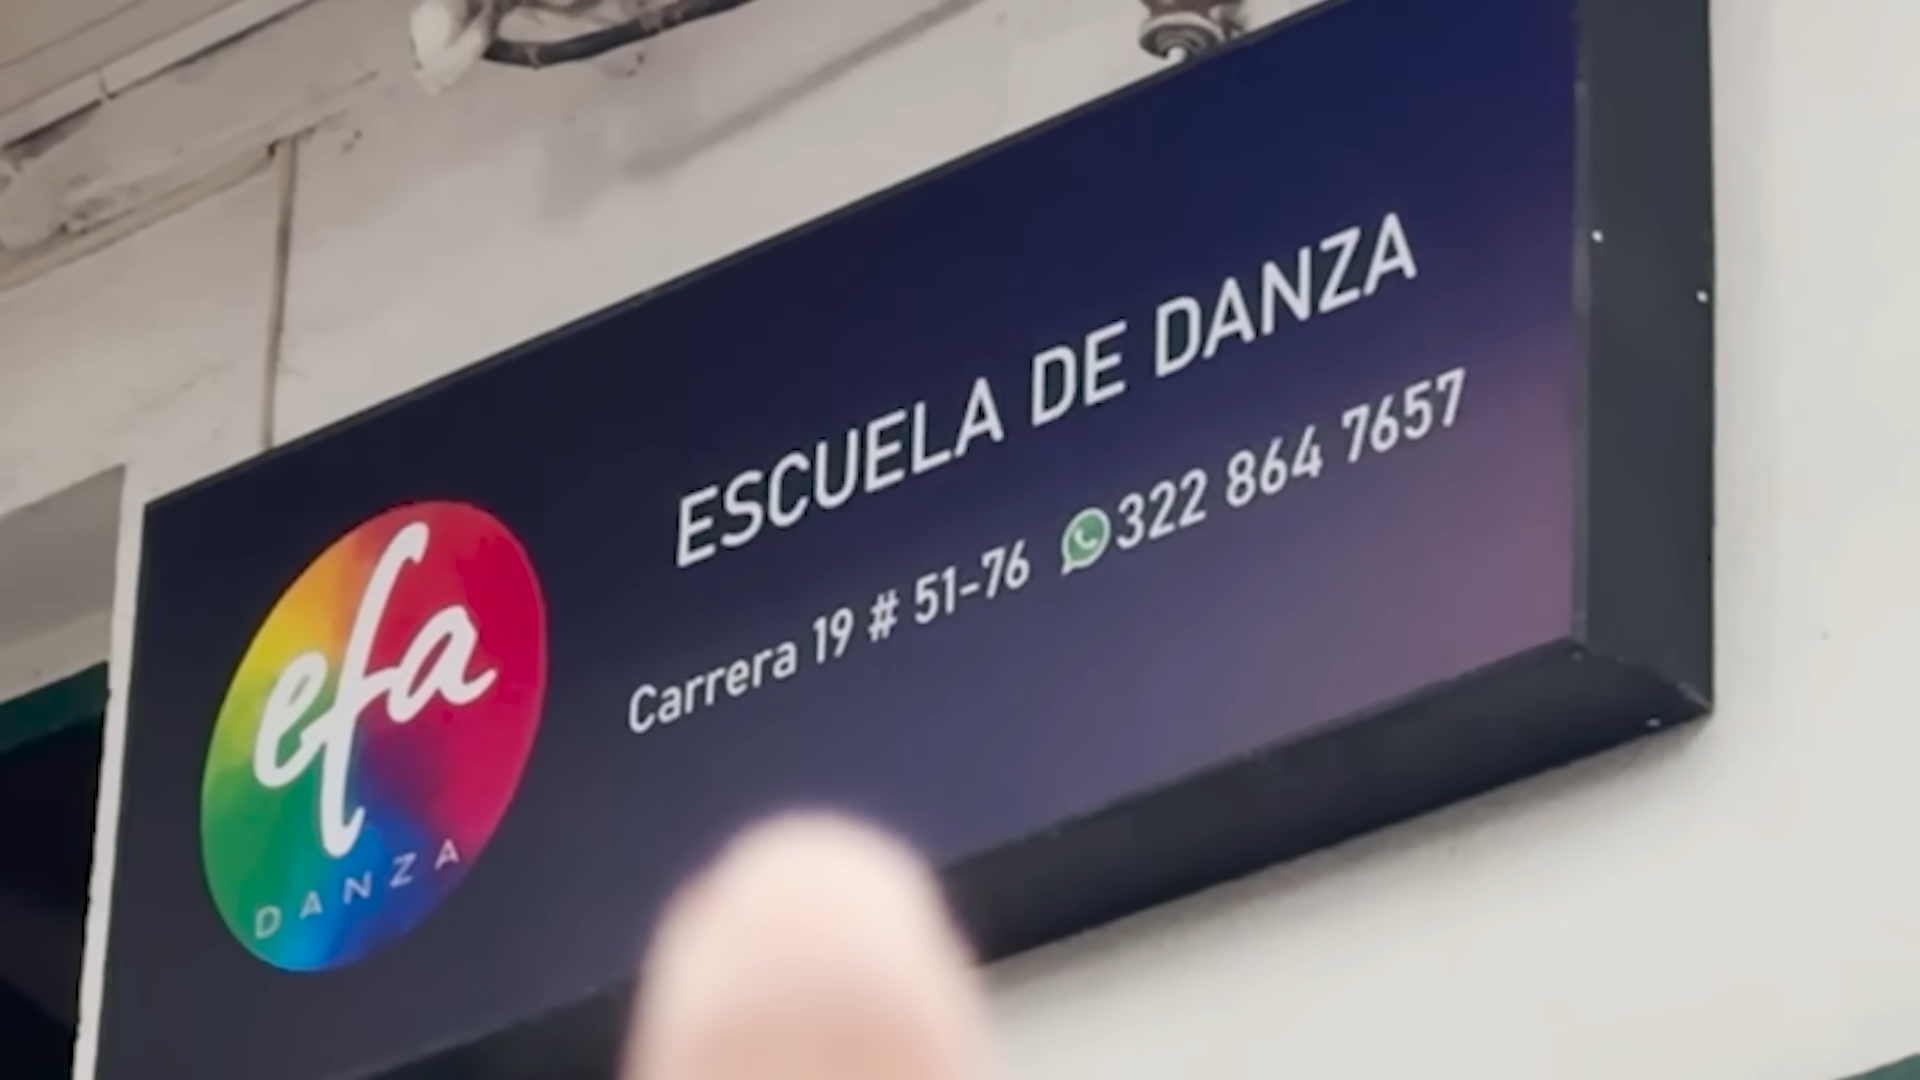 efa
DANZA
ESCUELA DE DANZA
Carrera 19 # 51-76 322 864 7657